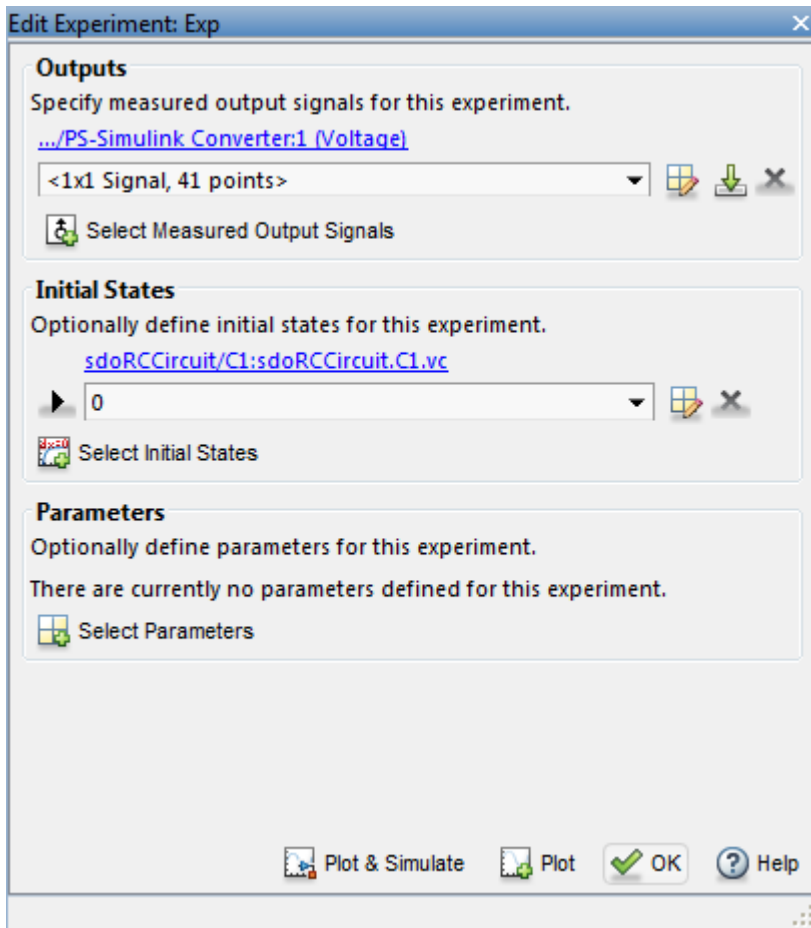 Edit Experiment: Exp
Outputs
Specify measured output signals for this experiment.
.../PS-Simulink Converter:1 (Voltage)
<1x1 Signal, 41 points>
Select Measured Output Signals
Initial States
Optionally define initial states for this experiment.
sdoRCCircuit/C1:sdoRCCircuit.C1.vc
0
Select Initial States
Parameters
Optionally define parameters for this experiment.
There are currently no parameters defined for this experiment.
Select Parameters
Plot & Simulate Plot OK Help